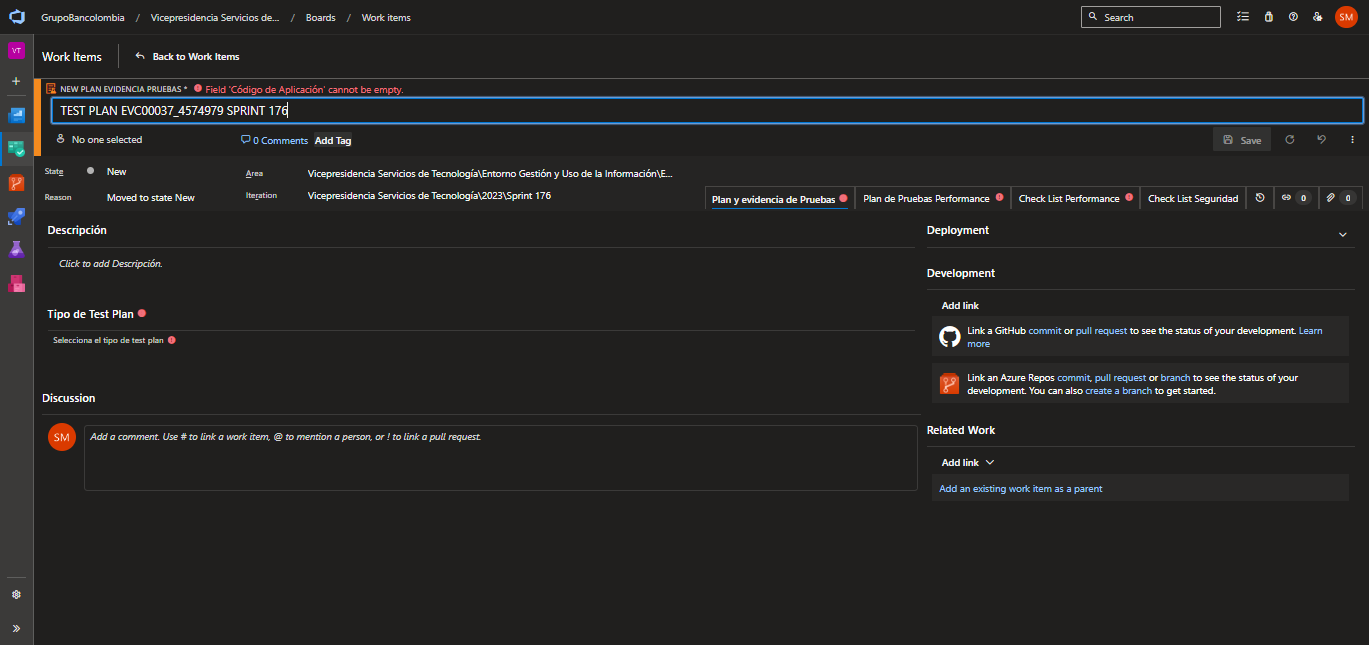 GrupoBancolombia / Vicepresidencia Servicios de... / Boards / Work items
Search
SM
VT
Work Items
Back to Work Items
NEW PLAN EVIDENCIA PRUEBAS * Field 'Código de Aplicación' cannot be empty.
TEST PLAN EVC00037_4574979 SPRINT 176
No one selected
0 Comments
Add Tag
Save
State
New
Area
Vicepresidencia Servicios de Tecnología\Entorno Gestión y Uso de la Información\E...
Reason
Moved to state New
Iteration
Vicepresidencia Servicios de Tecnología\2023\Sprint 176
Plan y evidencia de Pruebas
Plan de Pruebas Performance
Check List Performance
Check List Seguridad
0
0
Descripción
Click to add Descripción.
Tipo de Test Plan
Selecciona el tipo de test plan
Discussion
SM
Add a comment. Use # to link a work item, @ to mention a person, or ! to link a pull request.
Deployment
Development
Add link
Link a GitHub commit or pull request to see the status of your development. Learn
more
Link an Azure Repos commit, pull request or branch to see the status of your
development. You can also create a branch to get started.
Related Work
Add link
Add an existing work item as a parent